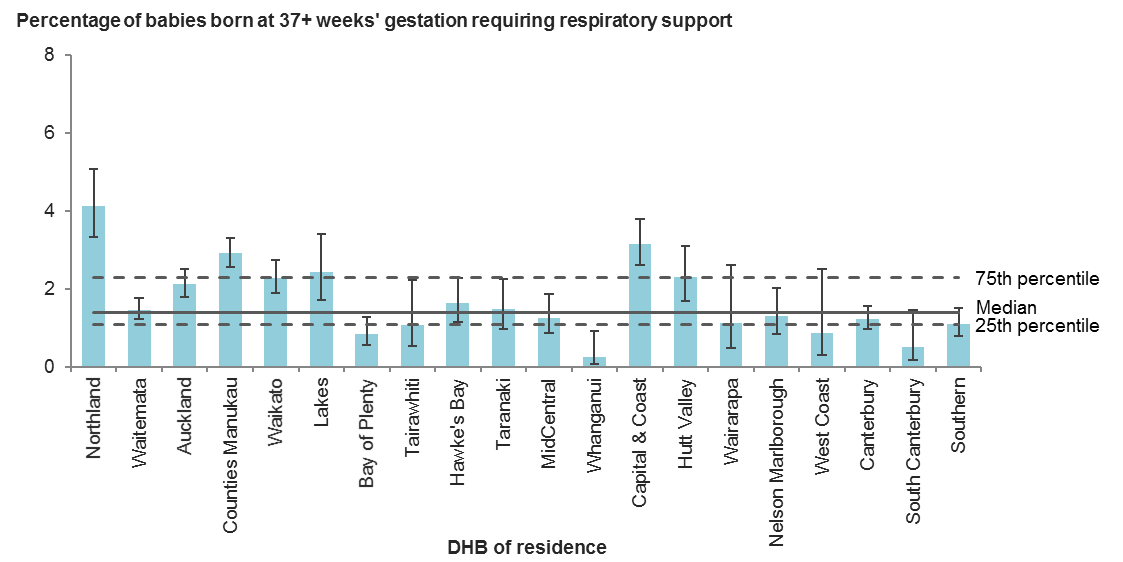 Percentage of babies born at 37+ weeks' gestation requiring respiratory support
8
6
4
2
0
75th percentile
Median
25th percentile
Northland
Waitemata
Auckland
Counties Manukau
Waikato
Lakes
Bay of Plenty
Tairawhiti
Hawke's Bay
Taranaki
MidCentral
Whanganui
Capital & Coast
Hutt Valley
Wairarapa
Nelson Marlborough
West Coast
Canterbury
South Canterbury
Southern
DHB of residence